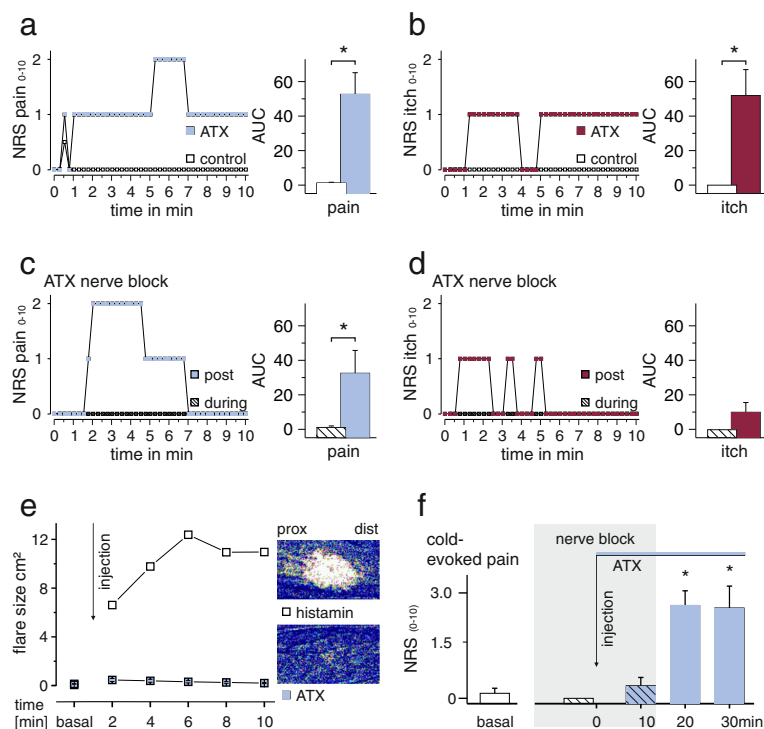 a
NRS pain 0-10
2
1
0
ATX
control
0 1 2 3 4 5 6 7 8 9 10
time in min
AUC
60
40
20
0
*
pain
b
NRS itch 0-10
2
1
0
ATX
control
0 1 2 3 4 5 6 7 8 9 10
time in min
AUC
60
40
20
0
*
itch
c
ATX nerve block
NRS pain 0-10
2
1
0
post
during
0 1 2 3 4 5 6 7 8 9 10
time in min
AUC
60
40
20
0
*
pain
d
ATX nerve block
NRS itch 0-10
2
1
0
post
during
0 1 2 3 4 5 6 7 8 9 10
time in min
AUC
60
40
20
0
itch
e
flare size cm²
12
8
4
0
injection
prox dist
histamin
ATX
time
[min] basal 2 4 6 8 10
f
cold-
evoked pain
nerve block
ATX
NRS (0-10)
3.0
1.5
0
injection
* *
basal 0 10 20 30min